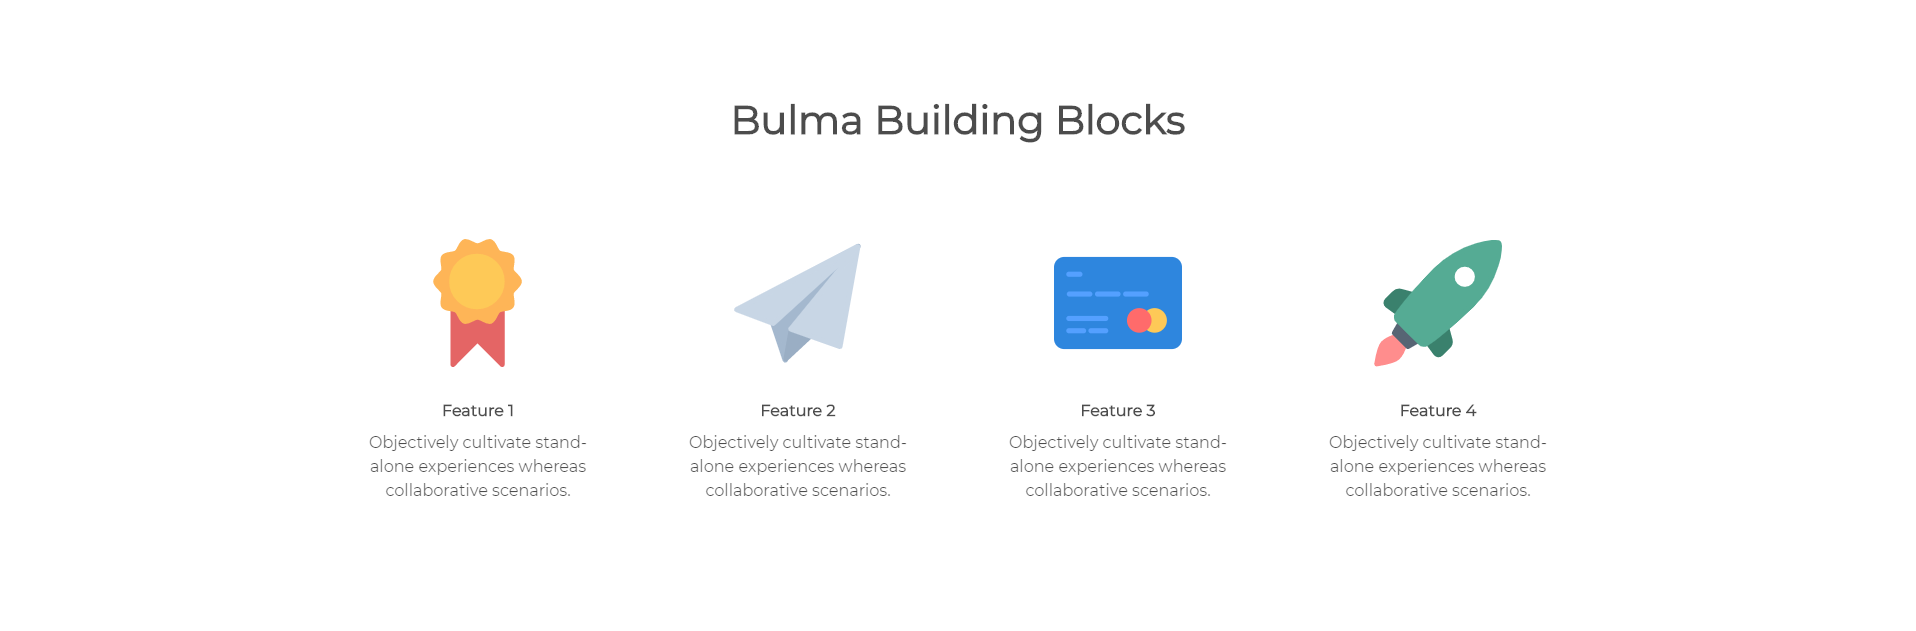 Bulma Building Blocks
Feature 1
Objectively cultivate stand-
alone experiences whereas
collaborative scenarios.
Feature 2
Objectively cultivate stand-
alone experiences whereas
collaborative scenarios.
Feature 3
Objectively cultivate stand-
alone experiences whereas
collaborative scenarios.
Feature 4
Objectively cultivate stand-
alone experiences whereas
collaborative scenarios.